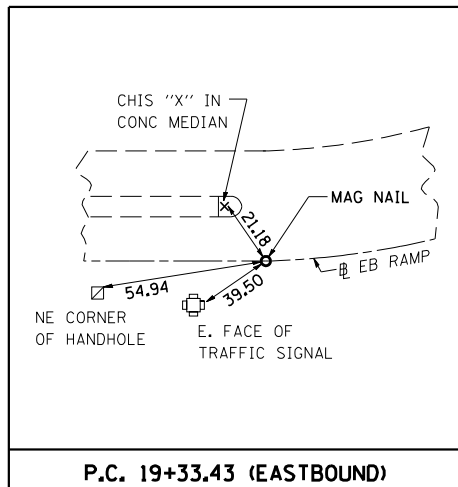 CHIS "X" IN
CONC MEDIAN
MAG NAIL
21.18
℄ EB RAMP
54.94
39.50
NE CORNER
OF HANDHOLE
E. FACE OF
TRAFFIC SIGNAL
P.C. 19+33.43 (EASTBOUND)